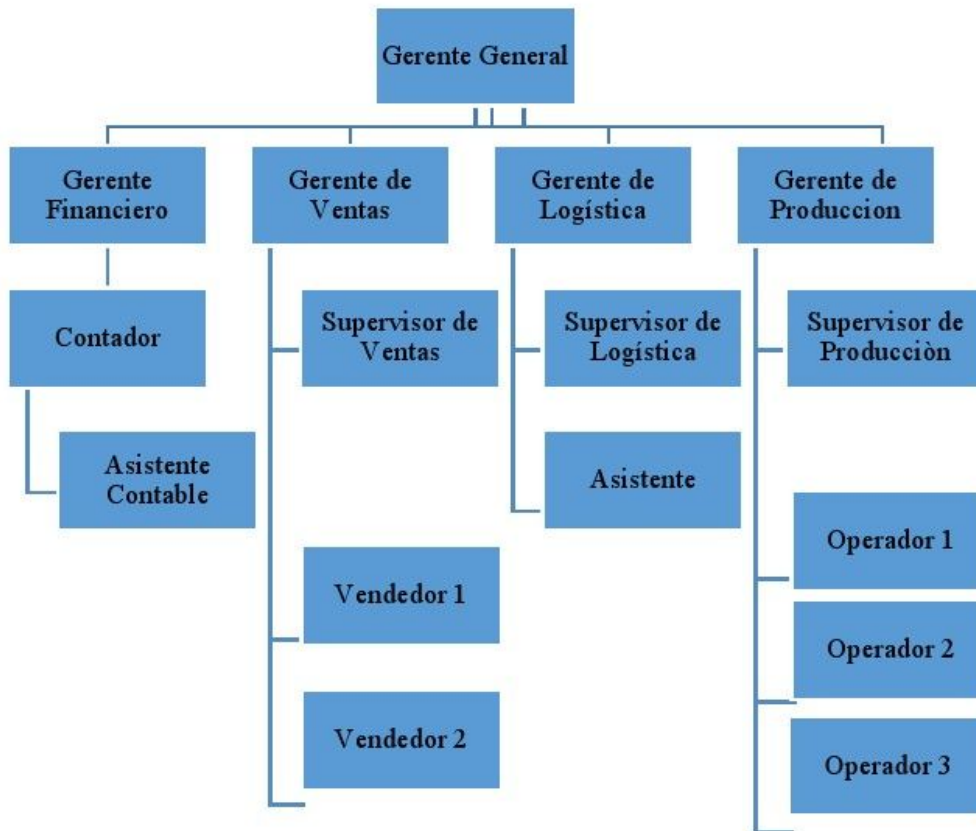 Gerente General
Gerente
Financiero
Gerente de
Ventas
Gerente de
Logística
Gerente de
Produccion
Contador
Supervisor de
Ventas
Supervisor de
Logística
Supervisor de
Producciòn
Asistente
Contable
Asistente
Operador 1
Vendedor 1
Operador 2
Vendedor 2
Operador 3